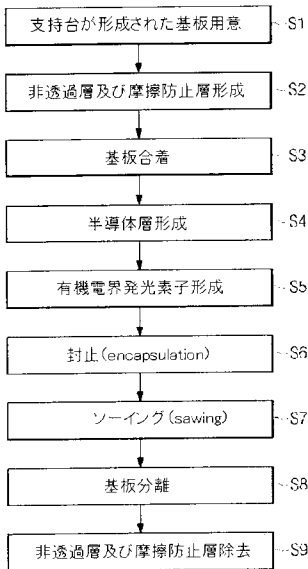 支持台が形成された基板用意 S1
非透過層及び摩擦防止層形成 S2
基板合着 S3
半導体層形成 S4
有機電界発光素子形成 S5
封止(encapsulation) S6
ソーイング(sawing) S7
基板分離 S8
非透過層及び摩擦防止層除去 S9